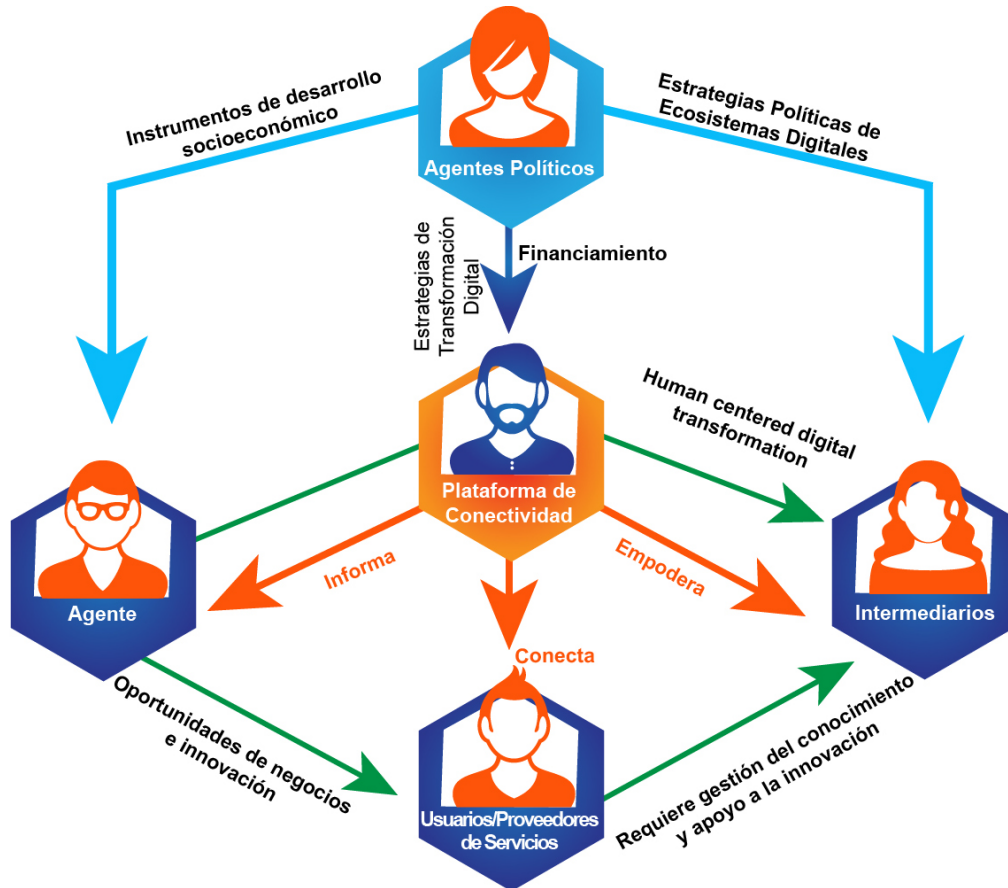 Instrumentos de desarrollo
socioeconómico
Estrategias Políticas de
Ecosistemas Digitales
Agentes Políticos
Estrategias de
Transformación
Digital
Financiamiento
Human centered digital
transformation
Plataforma de
Conectividad
Informa
Empodera
Agente
Intermediarios
Conecta
Oportunidades de negocios
e innovación
Requiere gestión del conocimiento
y apoyo a la innovación
Usuarios/Proveedores
de Servicios